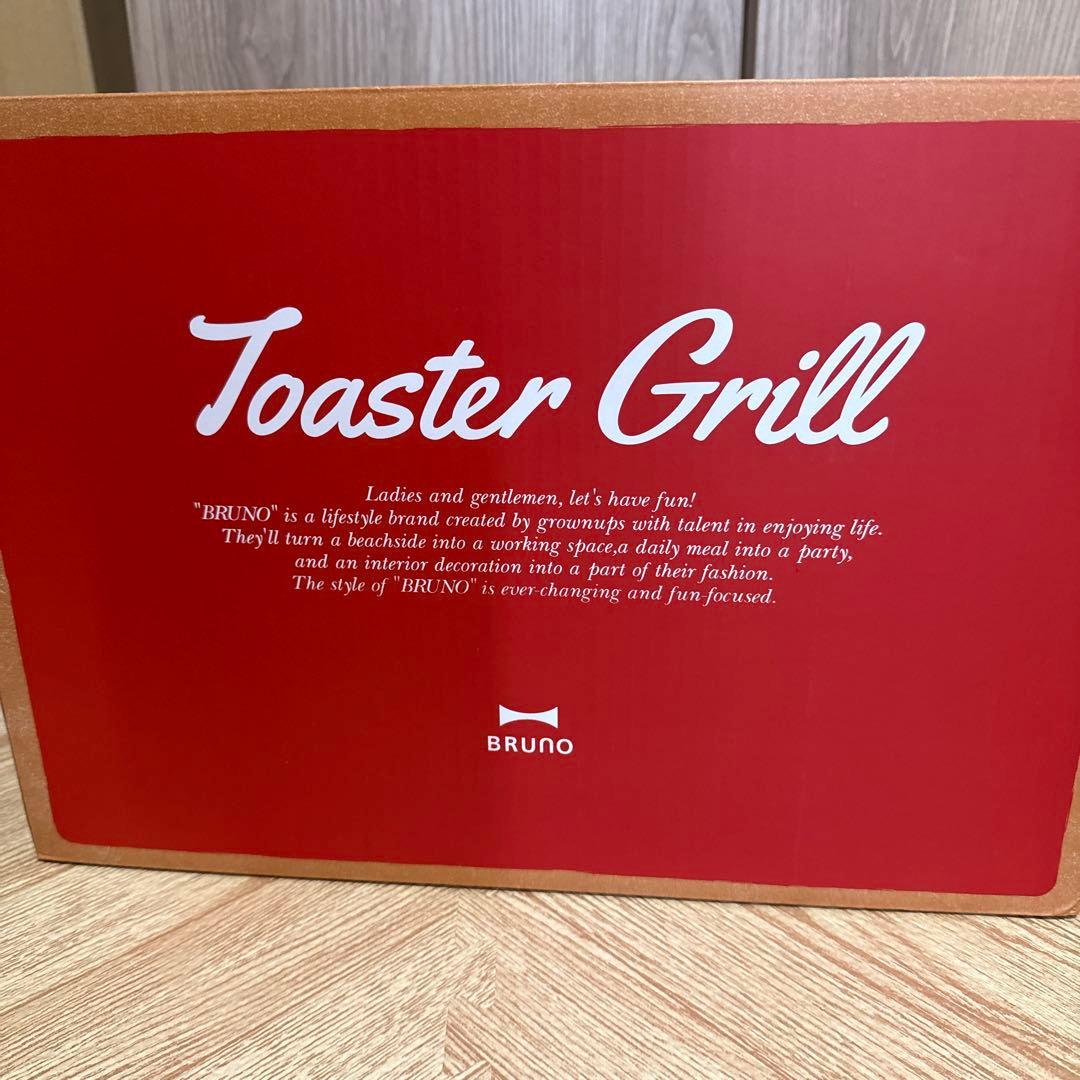 Toaster Grill
Ladies and gentlemen, let's have fun!
"BRUNO" is a lifestyle brand created by grownups with talent in enjoying life.
They'll turn a beachside into a working space,a daily meal into a party,
and an interior decoration into a part of their fashion.
The style of "BRUNO" is ever-changing and fun-focused.
BRUNO